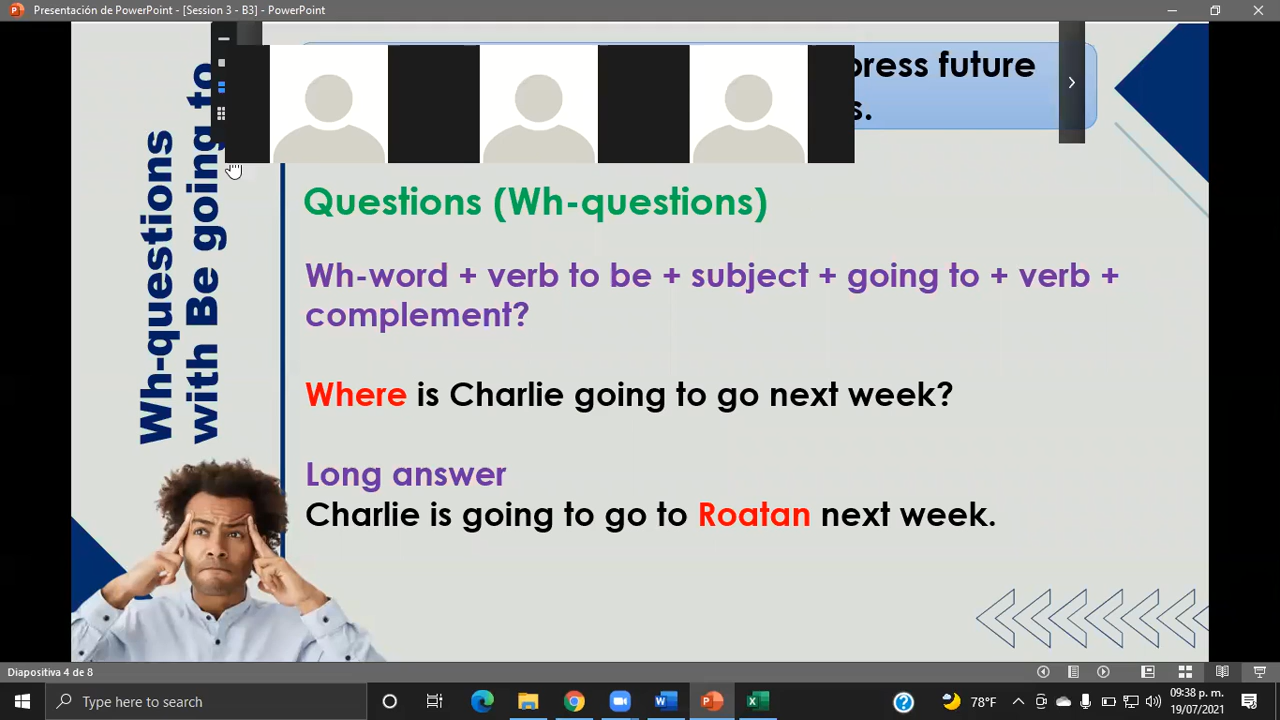 Presentación de PowerPoint - [Session 3 - B3] - PowerPoint
press future
s.
Wh-questions
with Be going to
Questions (Wh-questions)
Wh-word + verb to be + subject + going to + verb +
complement?
Where is Charlie going to go next week?
Long answer
Charlie is going to go to Roatan next week.
Diapositiva 4 de 8
Type here to search
78°F
09:38 p. m.
19/07/2021